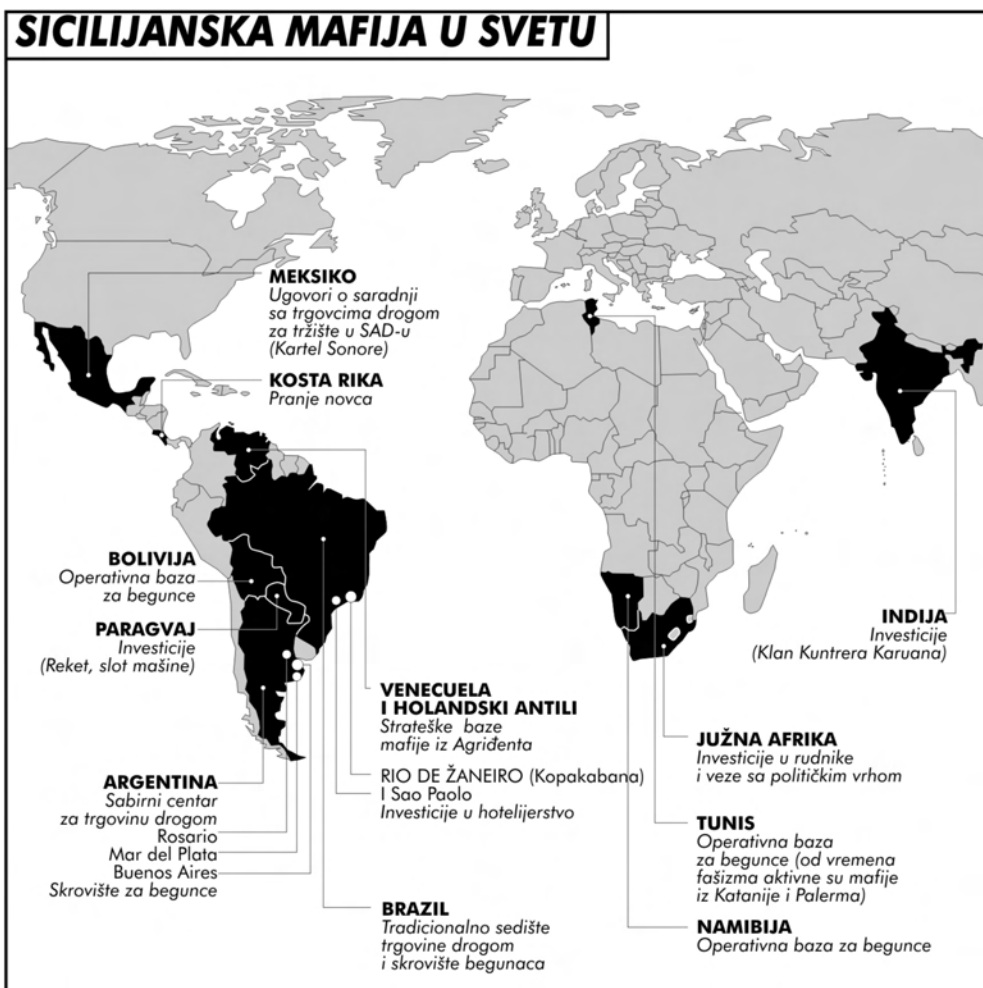 SICILIJANSKA MAFIJA U SVETU
MEKSIKO
Ugovori o saradnji
sa trgovcima drogom
za tržište u SAD-u
(Kartel Sonore)
KOSTA RIKA
Pranje novca
BOLIVIJA
Operativna baza
za begunce
PARAGVAJ
Investicije
(Reket, slot mašine)
ARGENTINA
Sabirni centar
za trgovinu drogom
Rosario
Mar del Plata
Buenos Aires
Skrovište za begunce
VENECUELA
I HOLANDSKI ANTILI
Strateške baze
mafije iz Agriđenta
RIO DE ŽANEIRO (Kopakabana)
I Sao Paolo
Investicije u hotelijerstvo
BRAZIL
Tradicionalno sedište
trgovine drogom
i skrovište begunaca
INDIJA
Investicije
(Klan Kuntrera Karuana)
JUŽNA AFRIKA
Investicije u rudnike
i veze sa političkim vrhom
TUNIS
Operativna baza
za begunce (od vremena
fašizma aktivne su mafije
iz Katanije i Palerma)
NAMIBIJA
Operativna baza za begunce